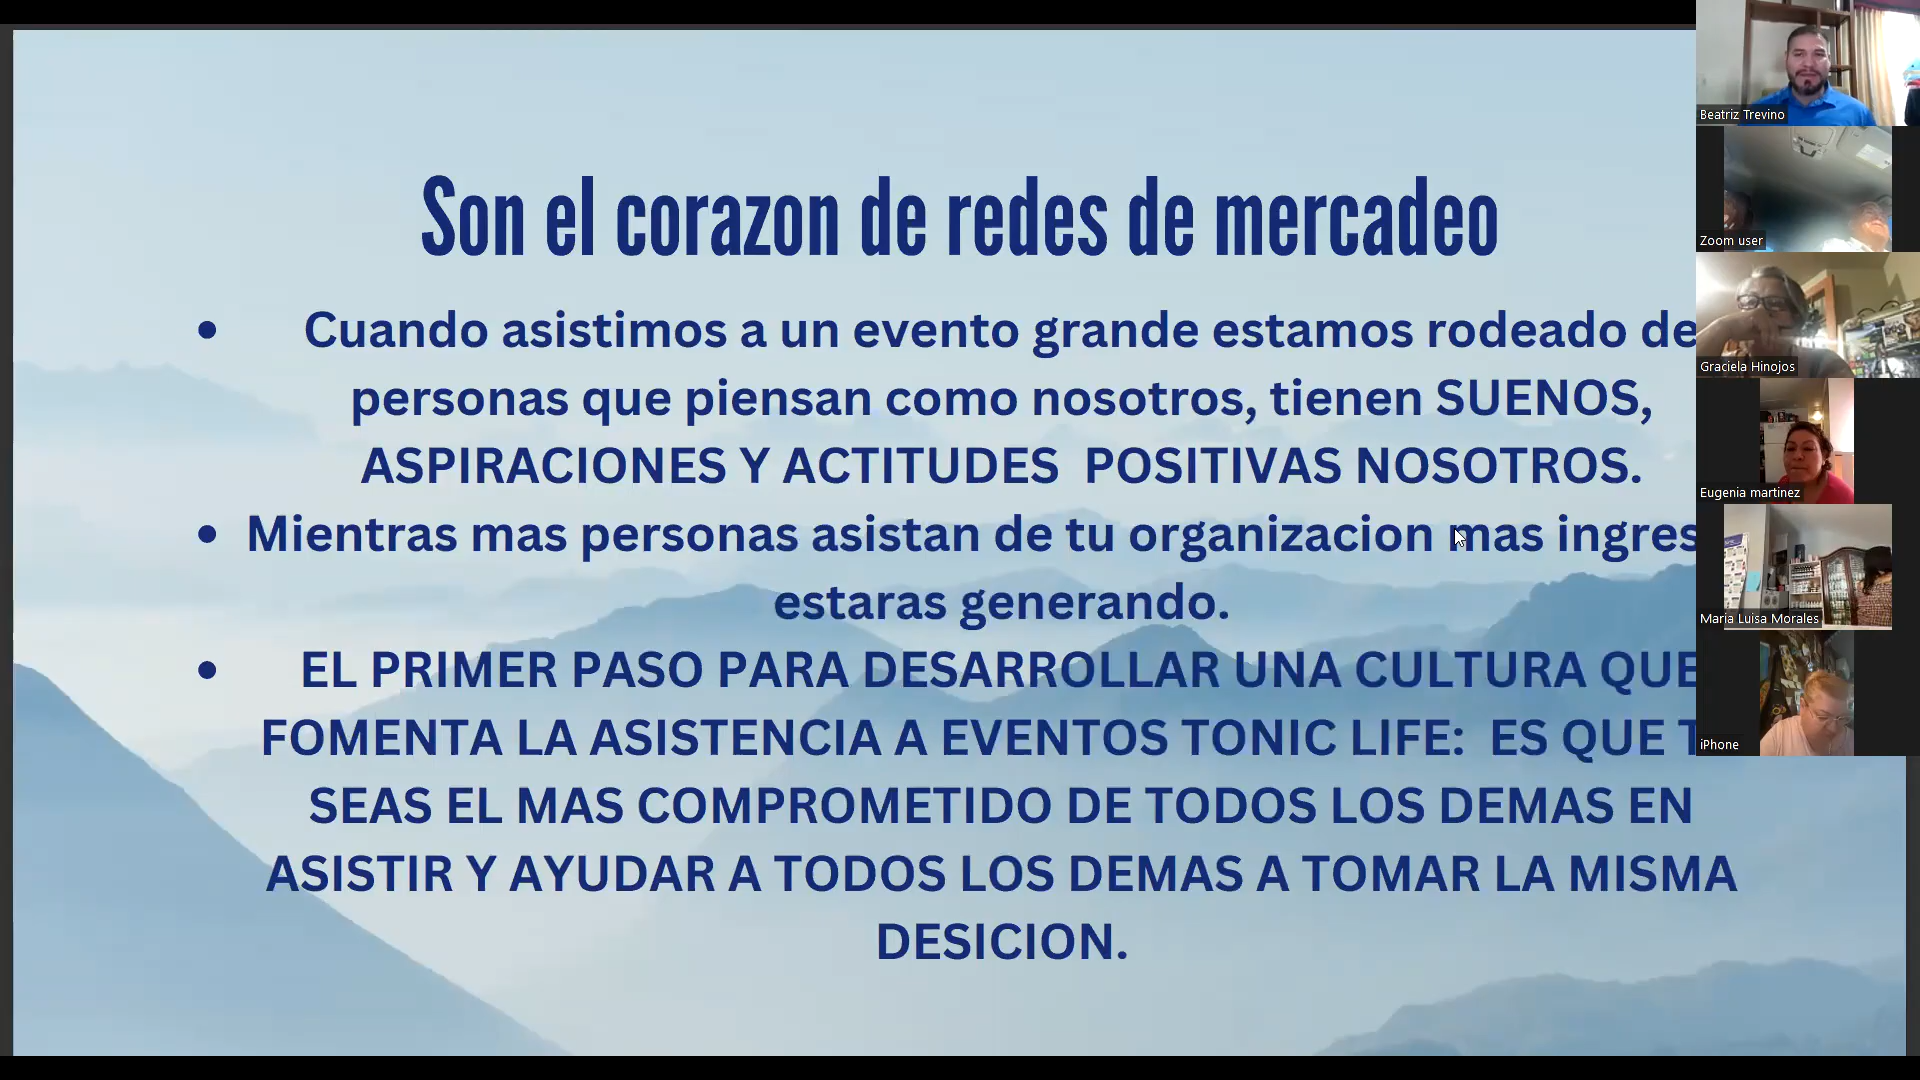 Son el corazon de redes de mercadeo
• Cuando asistimos a un evento grande estamos rodeado de
personas que piensan como nosotros, tienen SUENOS,
ASPIRACIONES Y ACTITUDES POSITIVAS NOSOTROS.
• Mientras mas personas asistan de tu organizacion mas
estaras generando.
• EL PRIMER PASO PARA DESARROLLAR UNA CULTURA QUE
FOMENTA LA ASISTENCIA A EVENTOS TONIC LIFE: ES QUE
SEAS EL MAS COMPROMETIDO DE TODOS LOS DEMAS EN
ASISTIR Y AYUDAR A TODOS LOS DEMAS A TOMAR LA MISMA
DESICION.
Beatriz Trevino
Zoom user
Graciela Hinojos
Eugenia martinez
Maria Luisa Morales
iPhone